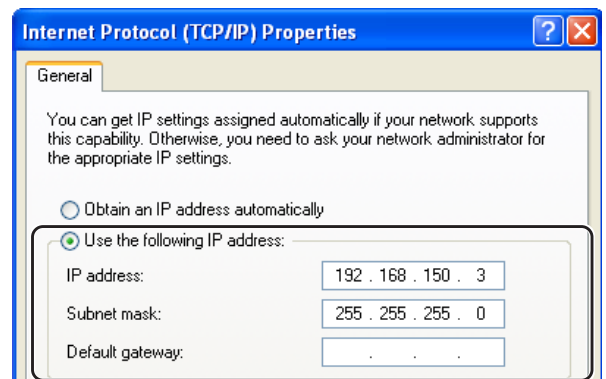 Internet Protocol (TCP/IP) Properties
General
You can get IP settings assigned automatically if your network supports
this capability. Otherwise, you need to ask your network administrator for
the appropriate IP settings.
Obtain an IP address automatically
Use the following IP address:
IP address: 192 . 168 . 150 . 3
Subnet mask: 255 . 255 . 255 . 0
Default gateway: . . .